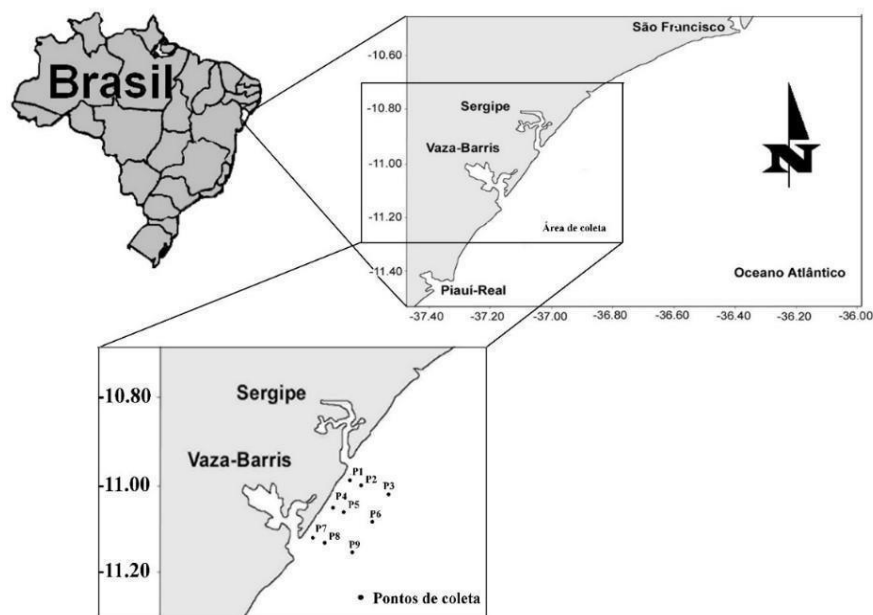 Brasil
São Francisco
-10.60
Sergipe
-10.80
Vaza-Barris
-11.00
N
-11.20
Área de coleta
-11.40
Oceano Atlântico
Piauí-Real
-37.40 -37.20 -37.00 -36.80 -36.60 -36.40 -36.20 -36.00
-10.80
Sergipe
Vaza-Barris
-11.00
P1
P2
P3
P4
P5
P6
P7
P8
P9
-11.20
Pontos de coleta